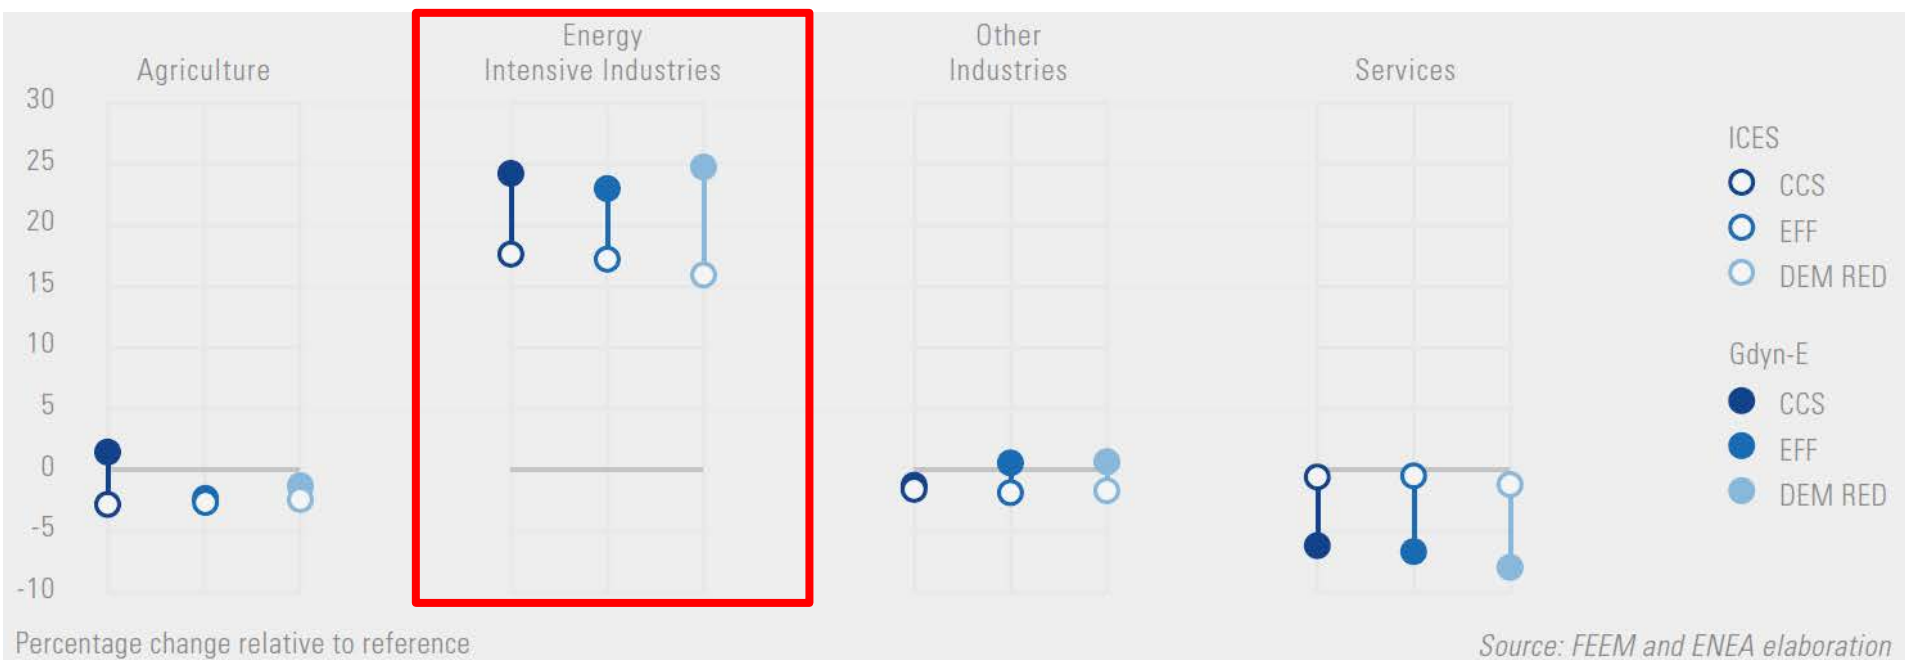 Agriculture
Energy
Intensive Industries
Other
Industries
Services
30
25
20
15
10
5
0
-5
-10
ICES
CCS
EFF
DEM RED
Gdyn-E
CCS
EFF
DEM RED
Percentage change relative to reference
Source: FEEM and ENEA elaboration